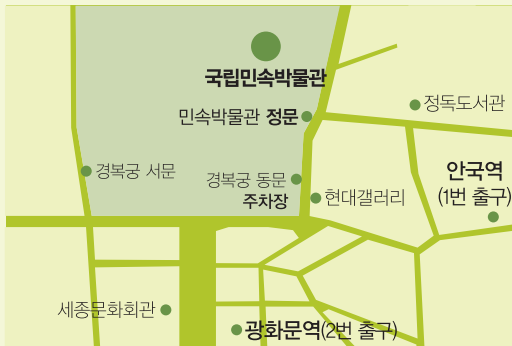 국립민속박물관
민속박물관 정문
정독도서관
경복궁 서문
경복궁 동문
주차장
현대갤러리
안국역
(1번 출구)
세종문화회관
광화문역(2번 출구)